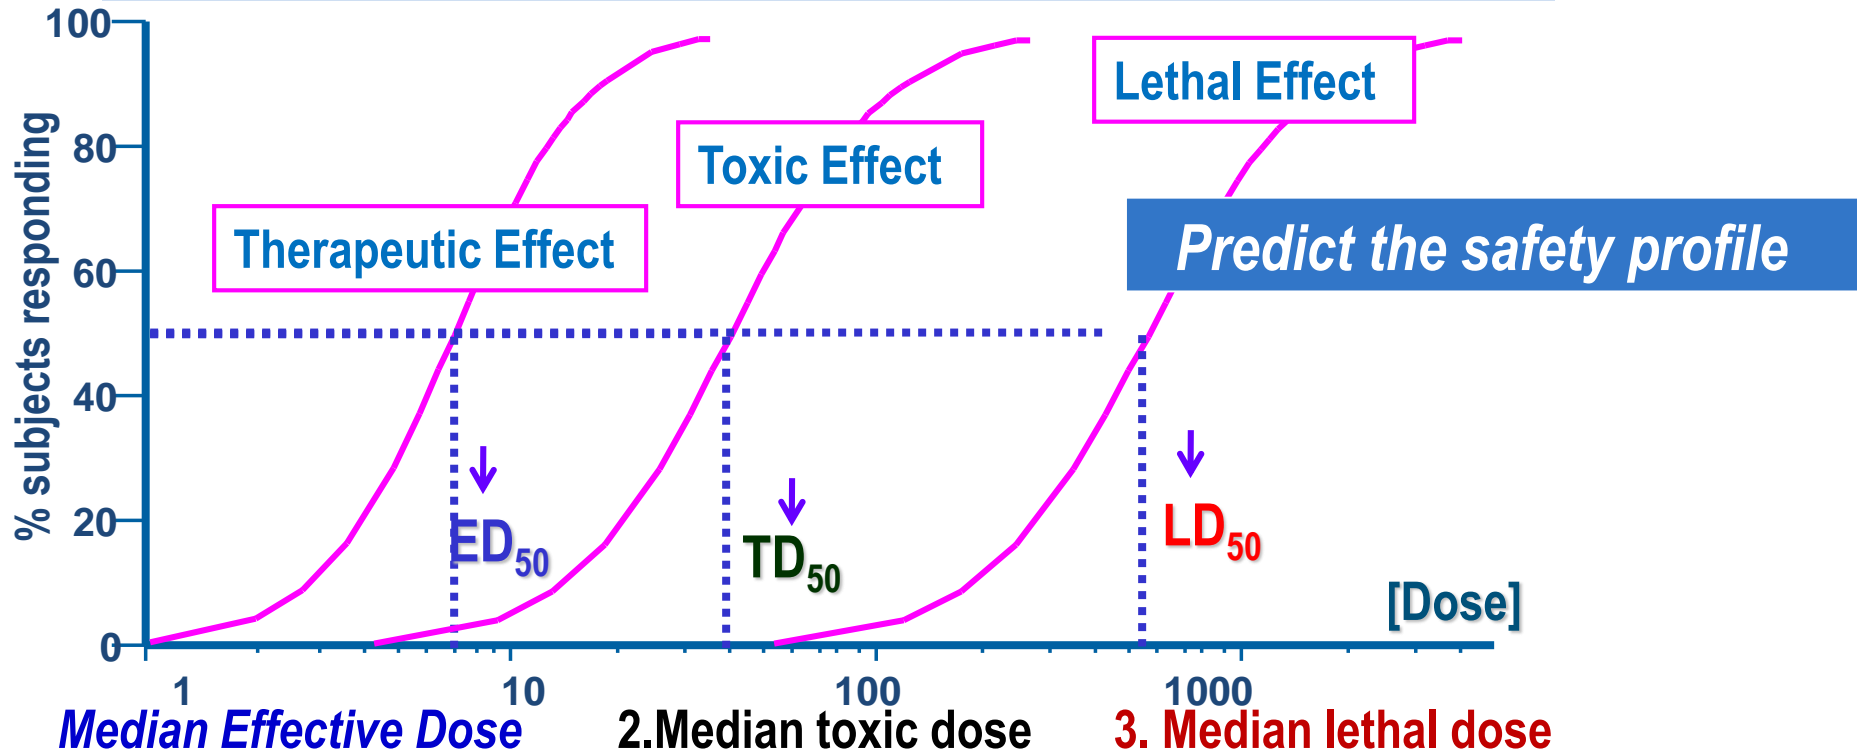 100
80
60
40
20
0
% subjects responding
Lethal Effect
Toxic Effect
Therapeutic Effect
Predict the safety profile
ED50
TD50
LD50
[Dose]
1
10
100
1000
Median Effective Dose
2.Median toxic dose
3. Median lethal dose